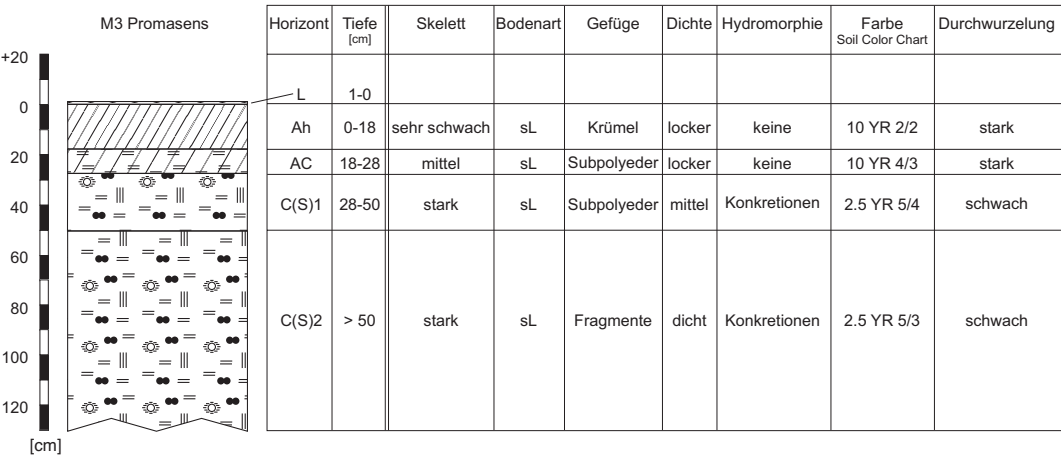 M3 Promasens
Horizont Tiefe [cm] Skelett Bodenart Gefüge Dichte Hydromorphie Farbe Soil Color Chart Durchwurzelung
L 1-0
Ah 0-18 sehr schwach sL Krümel locker keine 10 YR 2/2 stark
AC 18-28 mittel sL Subpolyeder locker keine 10 YR 4/3 stark
C(S)1 28-50 stark sL Subpolyeder mittel Konkretionen 2.5 YR 5/4 schwach
C(S)2 > 50 stark sL Fragmente dicht Konkretionen 2.5 YR 5/3 schwach
+20
0
20
40
60
80
100
120
[cm]